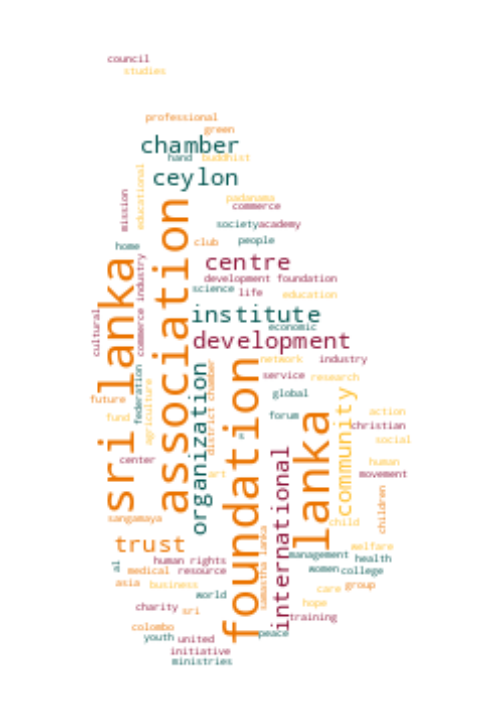 council
studies
professional
green
chamber
hand
buddhist
ceylon
educational
mission
padanama
commerce
association
society
academy
club
people
home
sri lanka
centre
commerce industry
development foundation
science
life
education
cultural
institute
economic
development
network
industry
foundation
organization
district chamber
federation
service
research
agriculture
global
community
future
fund
forum
lanka
action
christian
s
social
international
center
art
human
movement
children
sangamaya
child
samastha lanka
trust
welfare
management
health
human rights
al
medical
resource
women
college
asia
business
care
group
world
hope
charity
sri
training
colombo
peace
youth
united
initiative
ministries